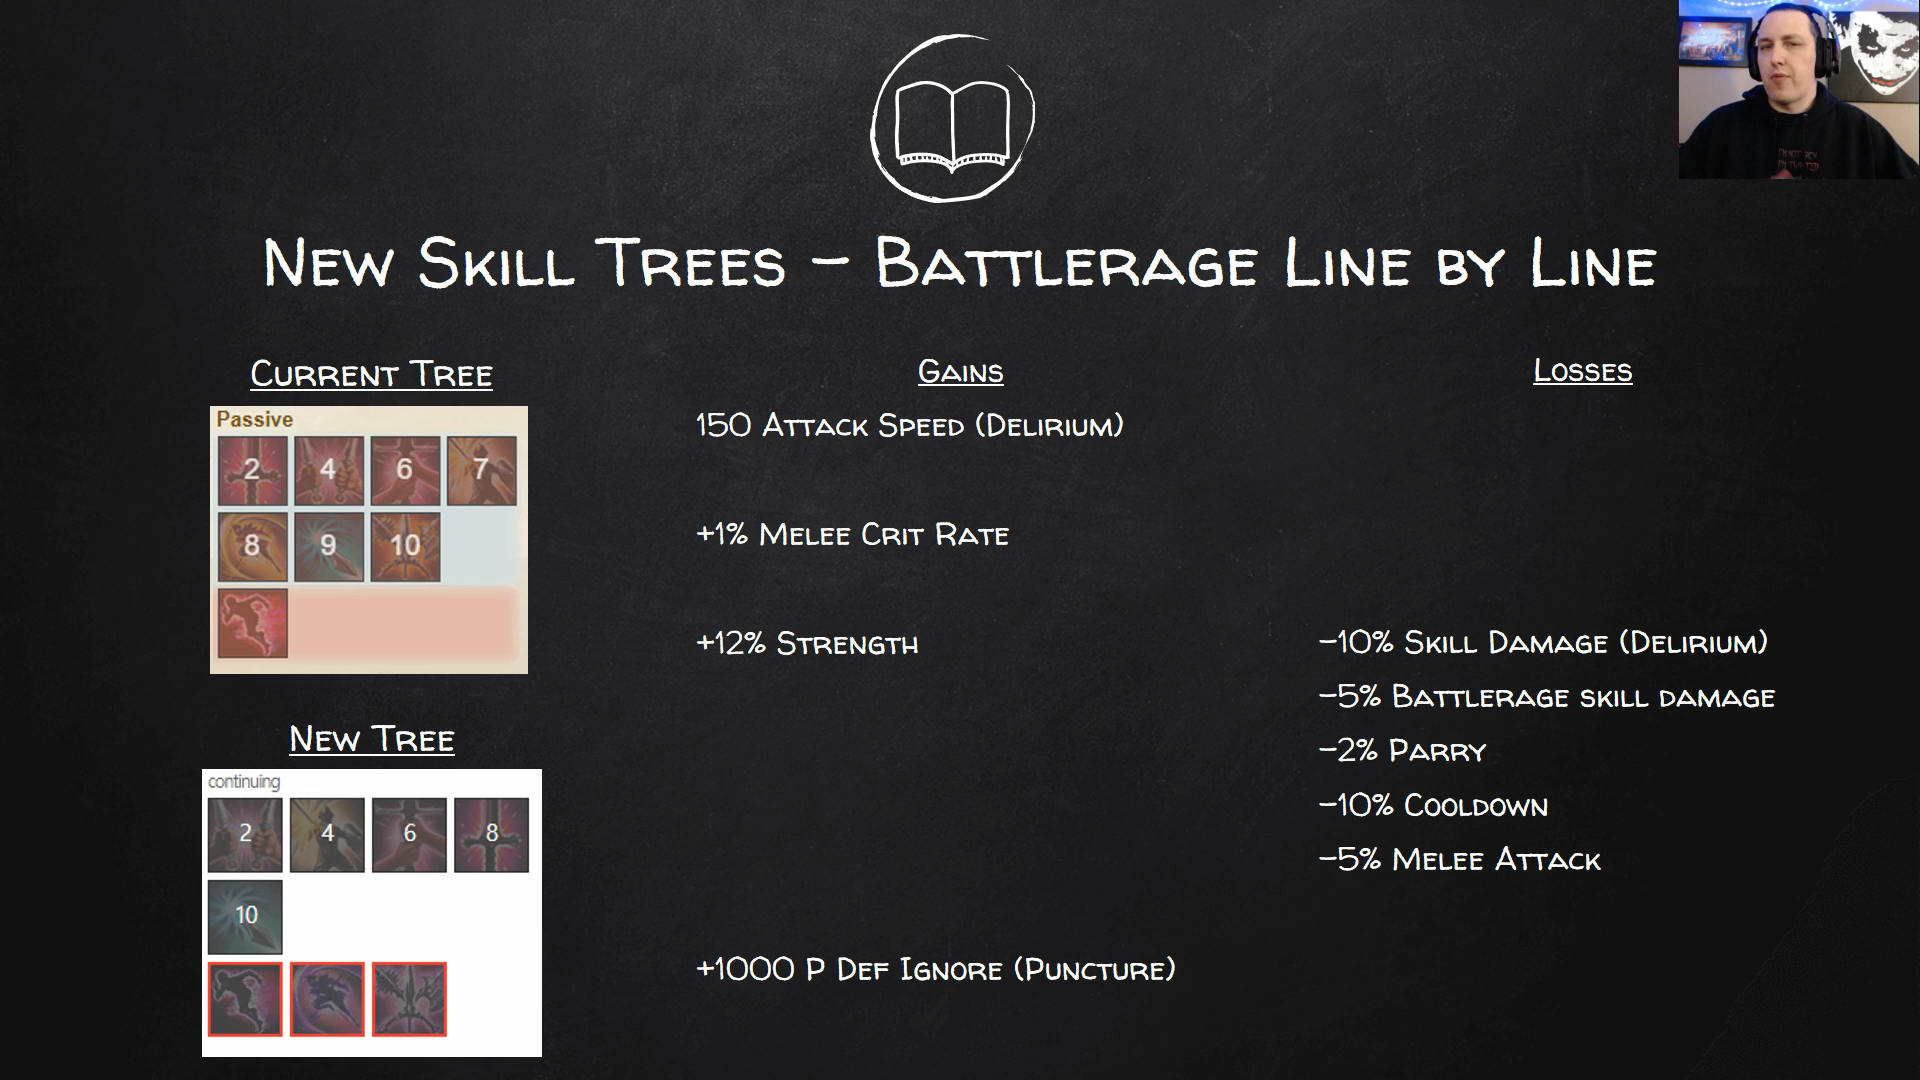 New Skill Trees - Battlerage Line by Line
Current Tree
Passive
2 4 6 7
8 9 10
New Tree
continuing
2 4 6 8
10
Gains
150 Attack Speed (Delirium)
+1% Melee Crit Rate
+12% Strength
+1000 P Def Ignore (Puncture)
Losses
-10% Skill Damage (Delirium)
-5% Battlerage skill damage
-2% Parry
-10% Cooldown
-5% Melee Attack